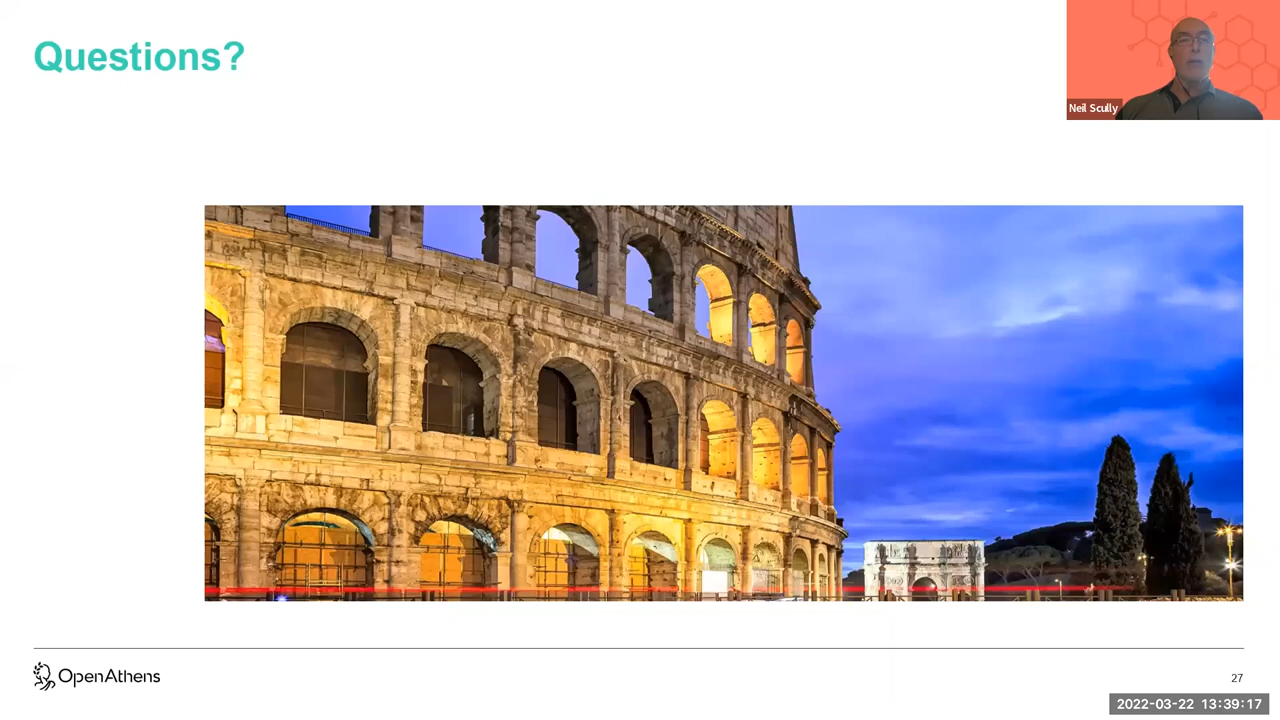 Questions?
Neil Scully
OpenAthens
27
2022-03-22 13:39:17